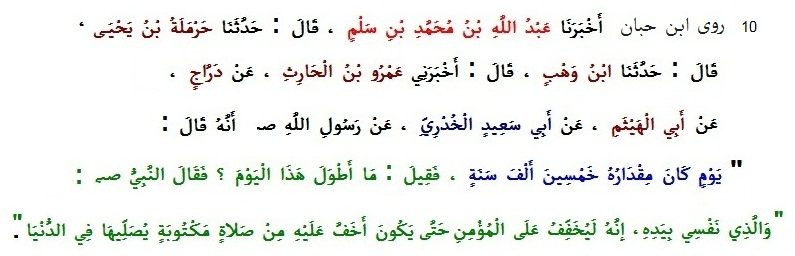 10 روى ابن حبان أَخْبَرَنَا عَبْدُ اللَّهِ بْنُ مُحَمَّدِ بْنِ سَلْمٍ ، قَالَ : حَدَّثَنَا حَرْمَلَةُ بْنُ يَحْيَى ،
قَالَ : حَدَّثَنَا ابْنُ وَهْبٍ ، قَالَ : أَخْبَرَنِي عَمْرُو بْنُ الْحَارِثِ ، عَنْ دَرَّاجٍ ،
عَنْ أَبِي الْهَيْثَمِ ، عَنْ أَبِي سَعِيدٍ الْخُدْرِيِّ ، عَنْ رَسُولِ اللَّهِ صـ أَنَّهُ قَالَ :
" يَوْمٍ كَانَ مِقْدَارُهُ خَمْسِينَ أَلْفَ سَنَةٍ ، فَقِيلَ : مَا أَطْوَلَ هَذَا الْيَوْمَ ؟ فَقَالَ النَّبِيُّ صـ :
"وَالَّذِي نَفْسِي بِيَدِهِ، إِنَّهُ لَيُخَفَّفُ عَلَى الْمُؤْمِنِ حَتَّى يَكُونَ أَخَفَّ عَلَيْهِ مِنْ صَلَاةٍ مَكْتُوبَةٍ يُصَلِّيهَا فِي الدُّنْيَا ".